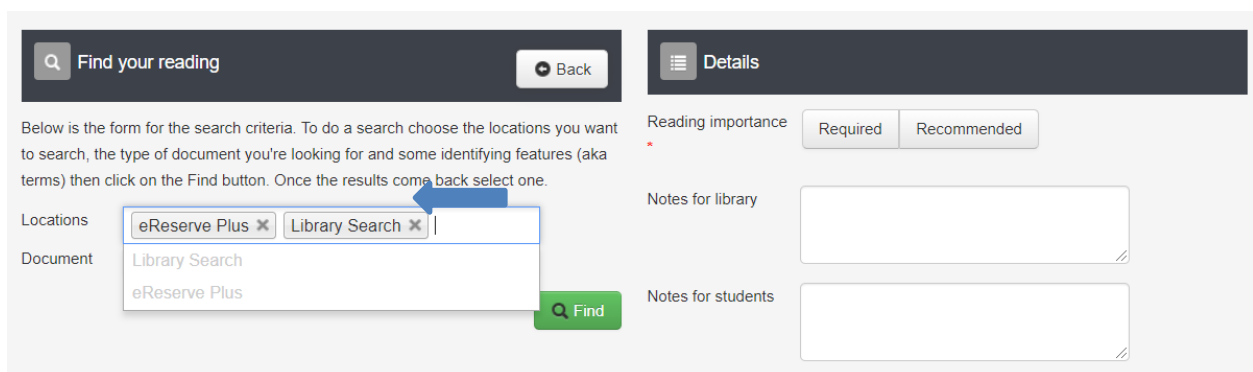 Find your reading
Back
Below is the form for the search criteria. To do a search choose the locations you want
to search, the type of document you're looking for and some identifying features (aka
terms) then click on the Find button. Once the results come back select one.
Locations
eReserve Plus
Library Search
Document
Library Search
eReserve Plus
Find
Details
Reading importance
*
Required
Recommended
Notes for library
Notes for students